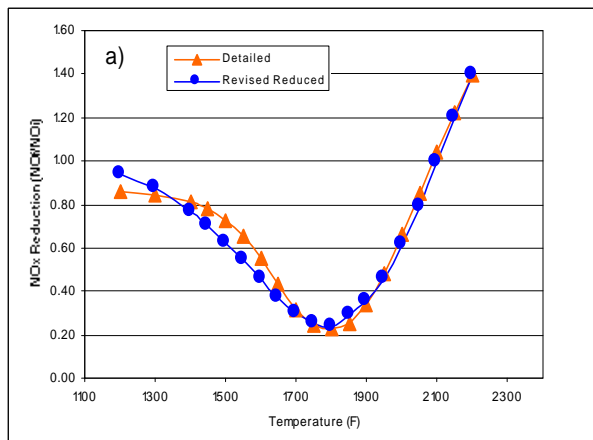 a)
Detailed
Revised Reduced
NOx Reduction (NOf/NOi)
1.60
1.40
1.20
1.00
0.80
0.60
0.40
0.20
0.00
1100 1300 1500 1700 1900 2100 2300
Temperature (F)